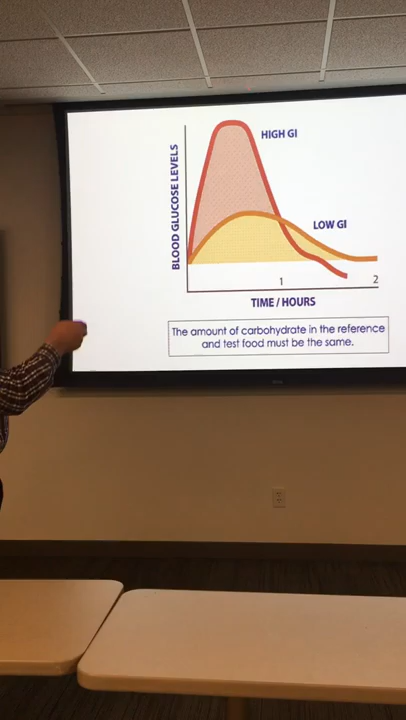 HIGH GI
BLOOD GLUCOSE LEVELS
LOW GI
1
2
TIME / HOURS
The amount of carbohydrate in the reference
and test food must be the same.